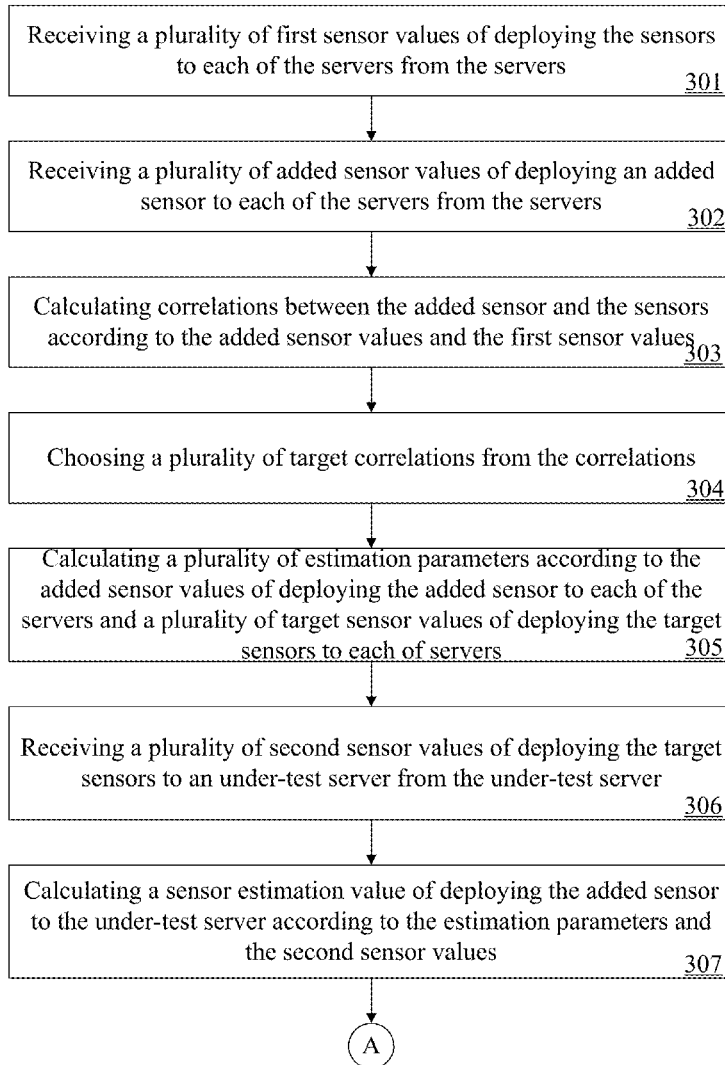 Receiving a plurality of first sensor values of deploying the sensors
to each of the servers from the servers
301
Receiving a plurality of added sensor values of deploying an added
sensor to each of the servers from the servers
302
Calculating correlations between the added sensor and the sensors
according to the added sensor values and the first sensor values
303
Choosing a plurality of target correlations from the correlations
304
Calculating a plurality of estimation parameters according to the
added sensor values of deploying the added sensor to each of the
servers and a plurality of target sensor values of deploying the target
sensors to each of servers
305
Receiving a plurality of second sensor values of deploying the target
sensors to an under-test server from the under-test server
306
Calculating a sensor estimation value of deploying the added sensor
to the under-test server according to the estimation parameters and
the second sensor values
307
A